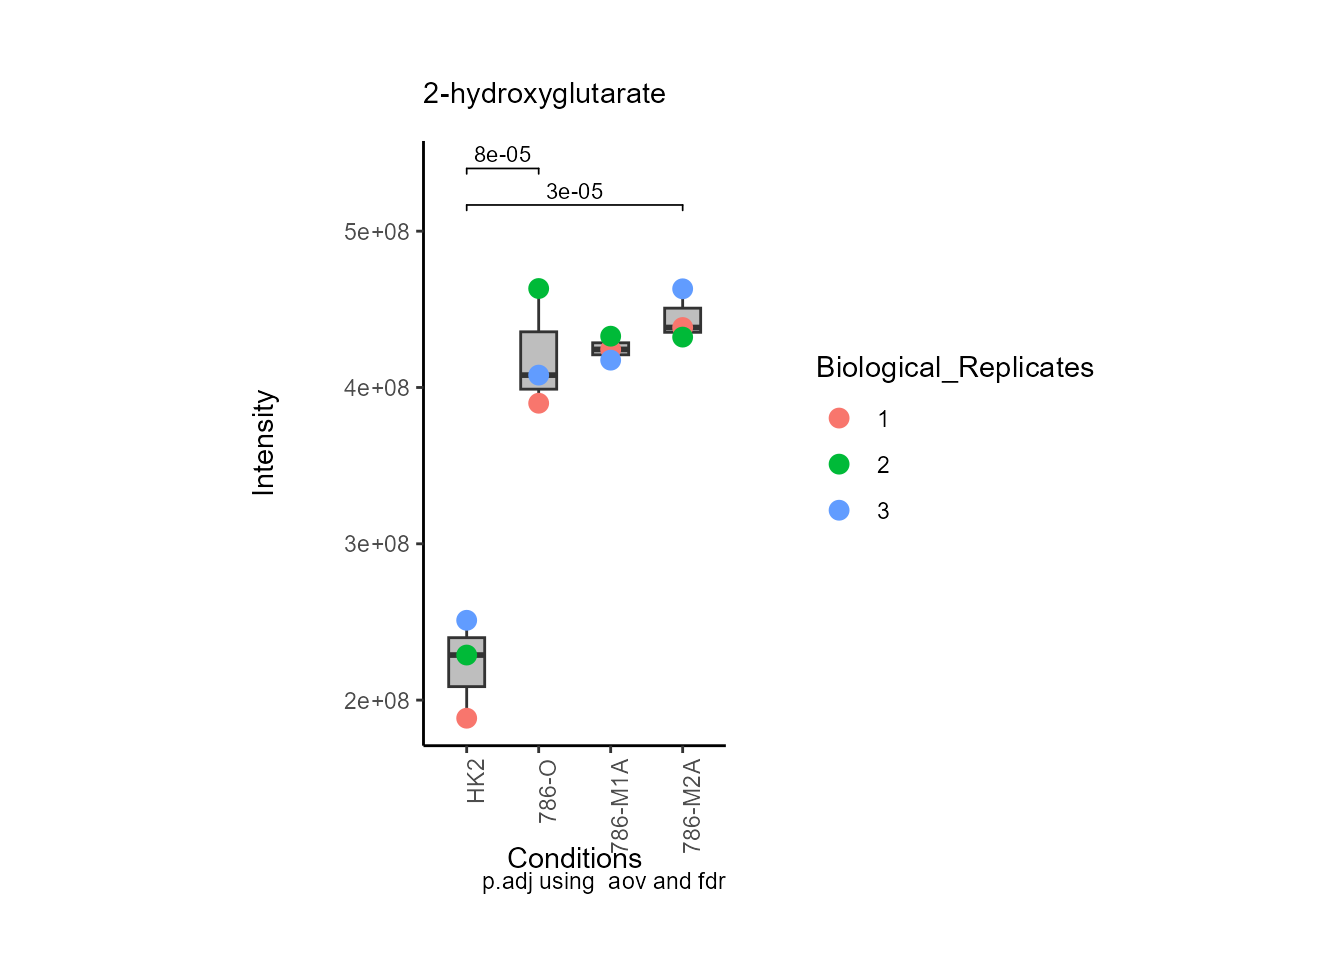 2-hydroxyglutarate
8e-05
3e-05
5e+08
4e+08
3e+08
2e+08
Intensity
HK2
786-O
786-M1A
786-M2A
Conditions
p.adj using  aov and fdr
Biological_Replicates
1
2
3